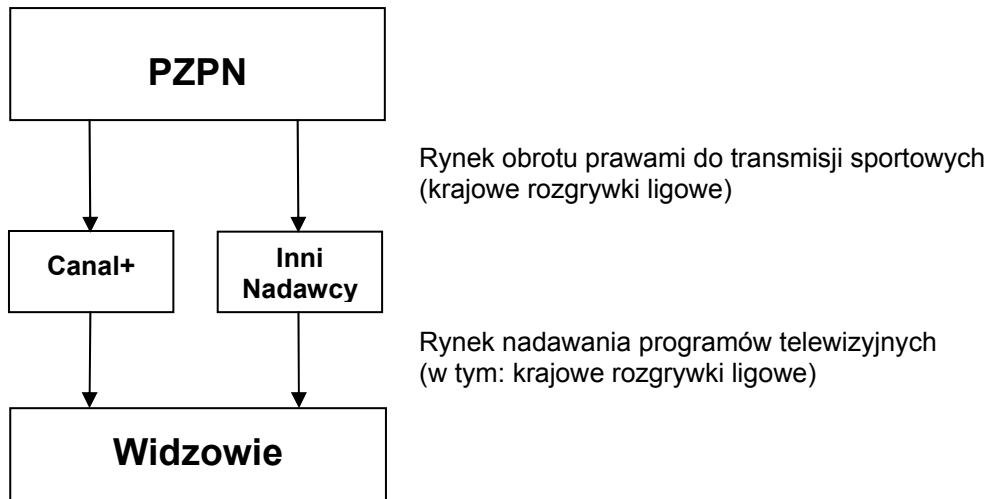 PZPN
Rynek obrotu prawami do transmisji sportowych
(krajowe rozgrywki ligowe)
Canal+
Inni
Nadawcy
Rynek nadawania programów telewizyjnych
(w tym: krajowe rozgrywki ligowe)
Widzowie